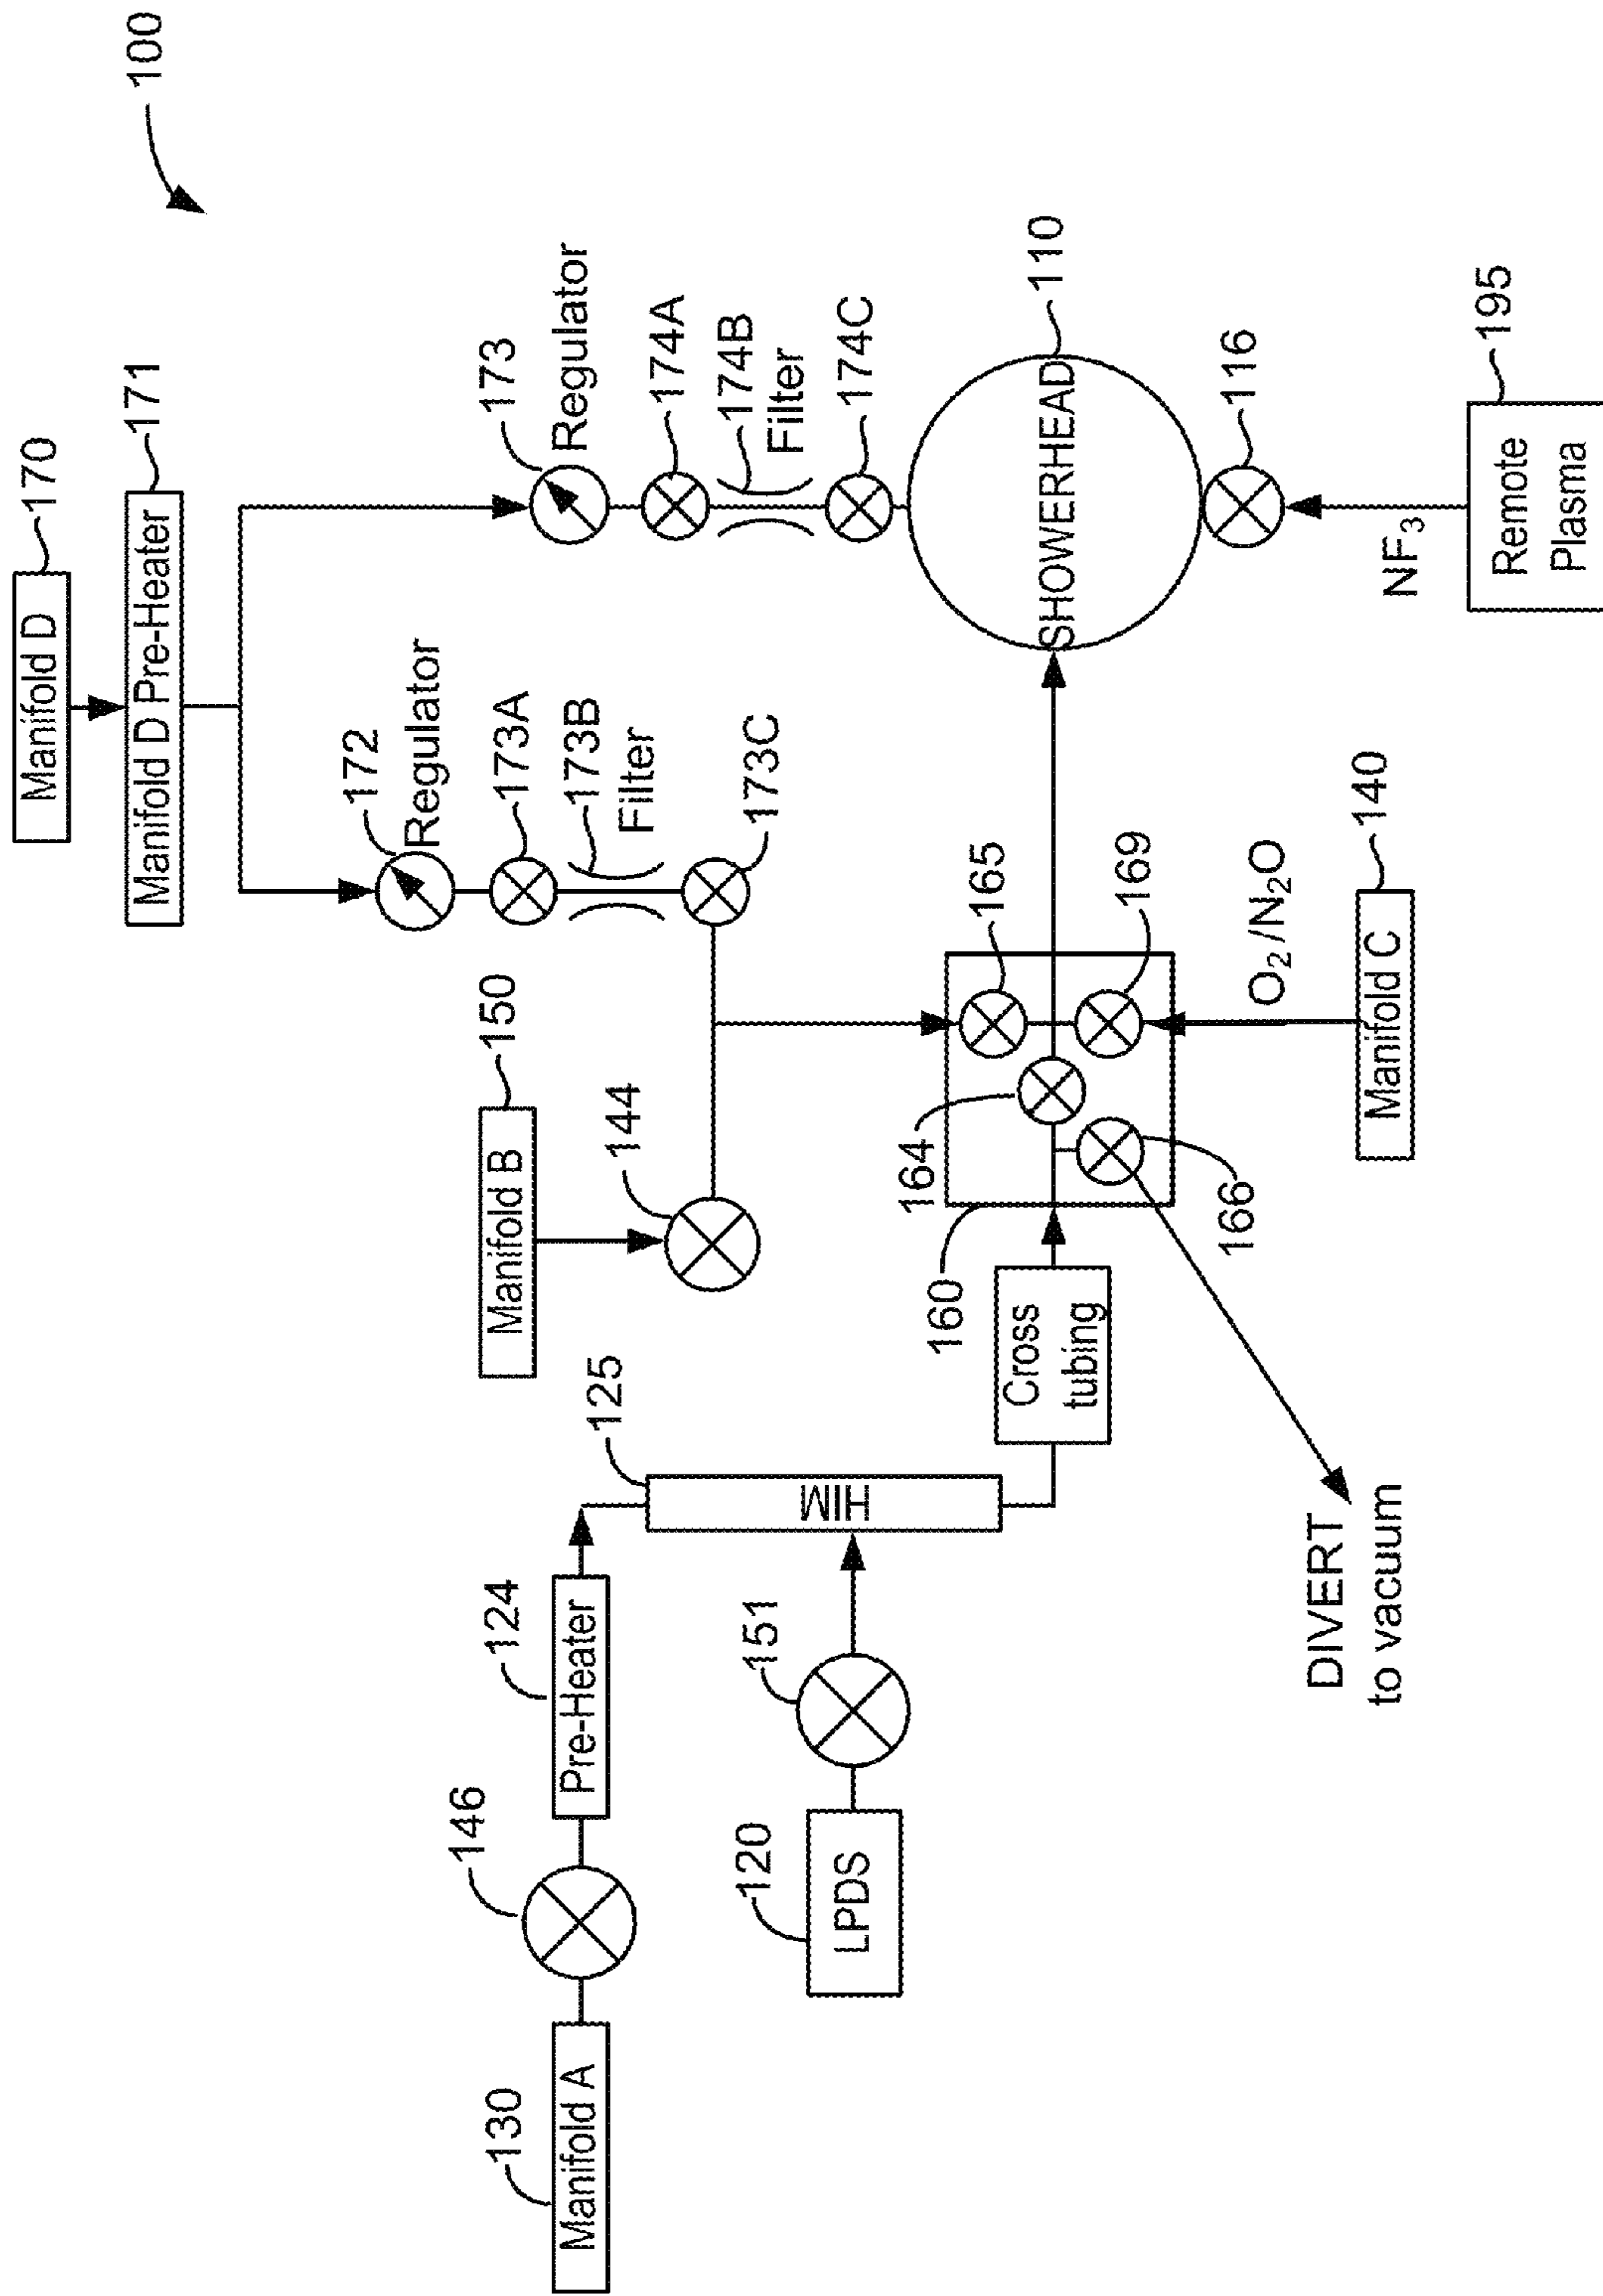 100
170
Manifold D
171
Manifold D Pre-Heater
172
Regulator
173
Regulator
173A
173B
Filter
173C
174A
174B
Filter
174C
150
Manifold B
144
SHOWERHEAD
110
116
NF₃
195
Remote
Plasma
165
164
169
166
160
O₂/N₂O
140
Manifold C
125
HIM
Cross
tubing
124
Pre-Heater
146
130
Manifold A
151
120
LPDS
DIVERT
to vacuum